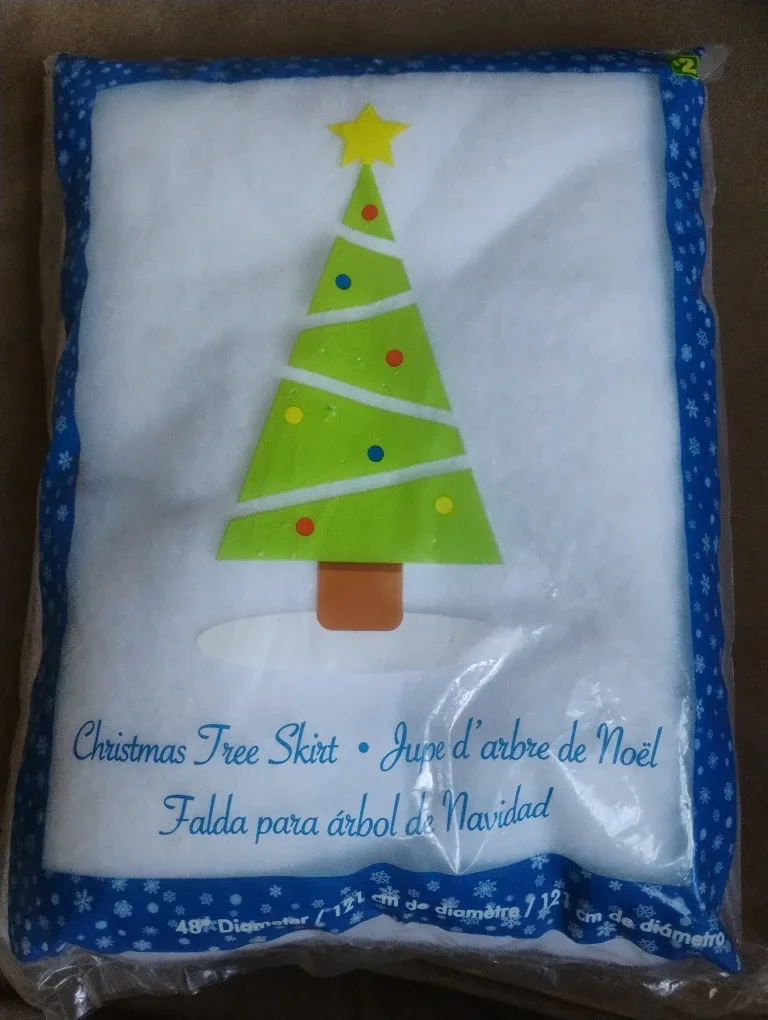 Christmas Tree Skirt • Jupe d'arbre de Noël
Falda para árbol de Navidad
48" Diameter / 121 cm de diamètre / 121 cm de diámetro